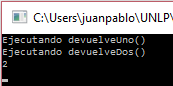 C:\Users\juanpablo\UNLP\
Ejecutando devuelveUno()
Ejecutando devuelveDos()
2